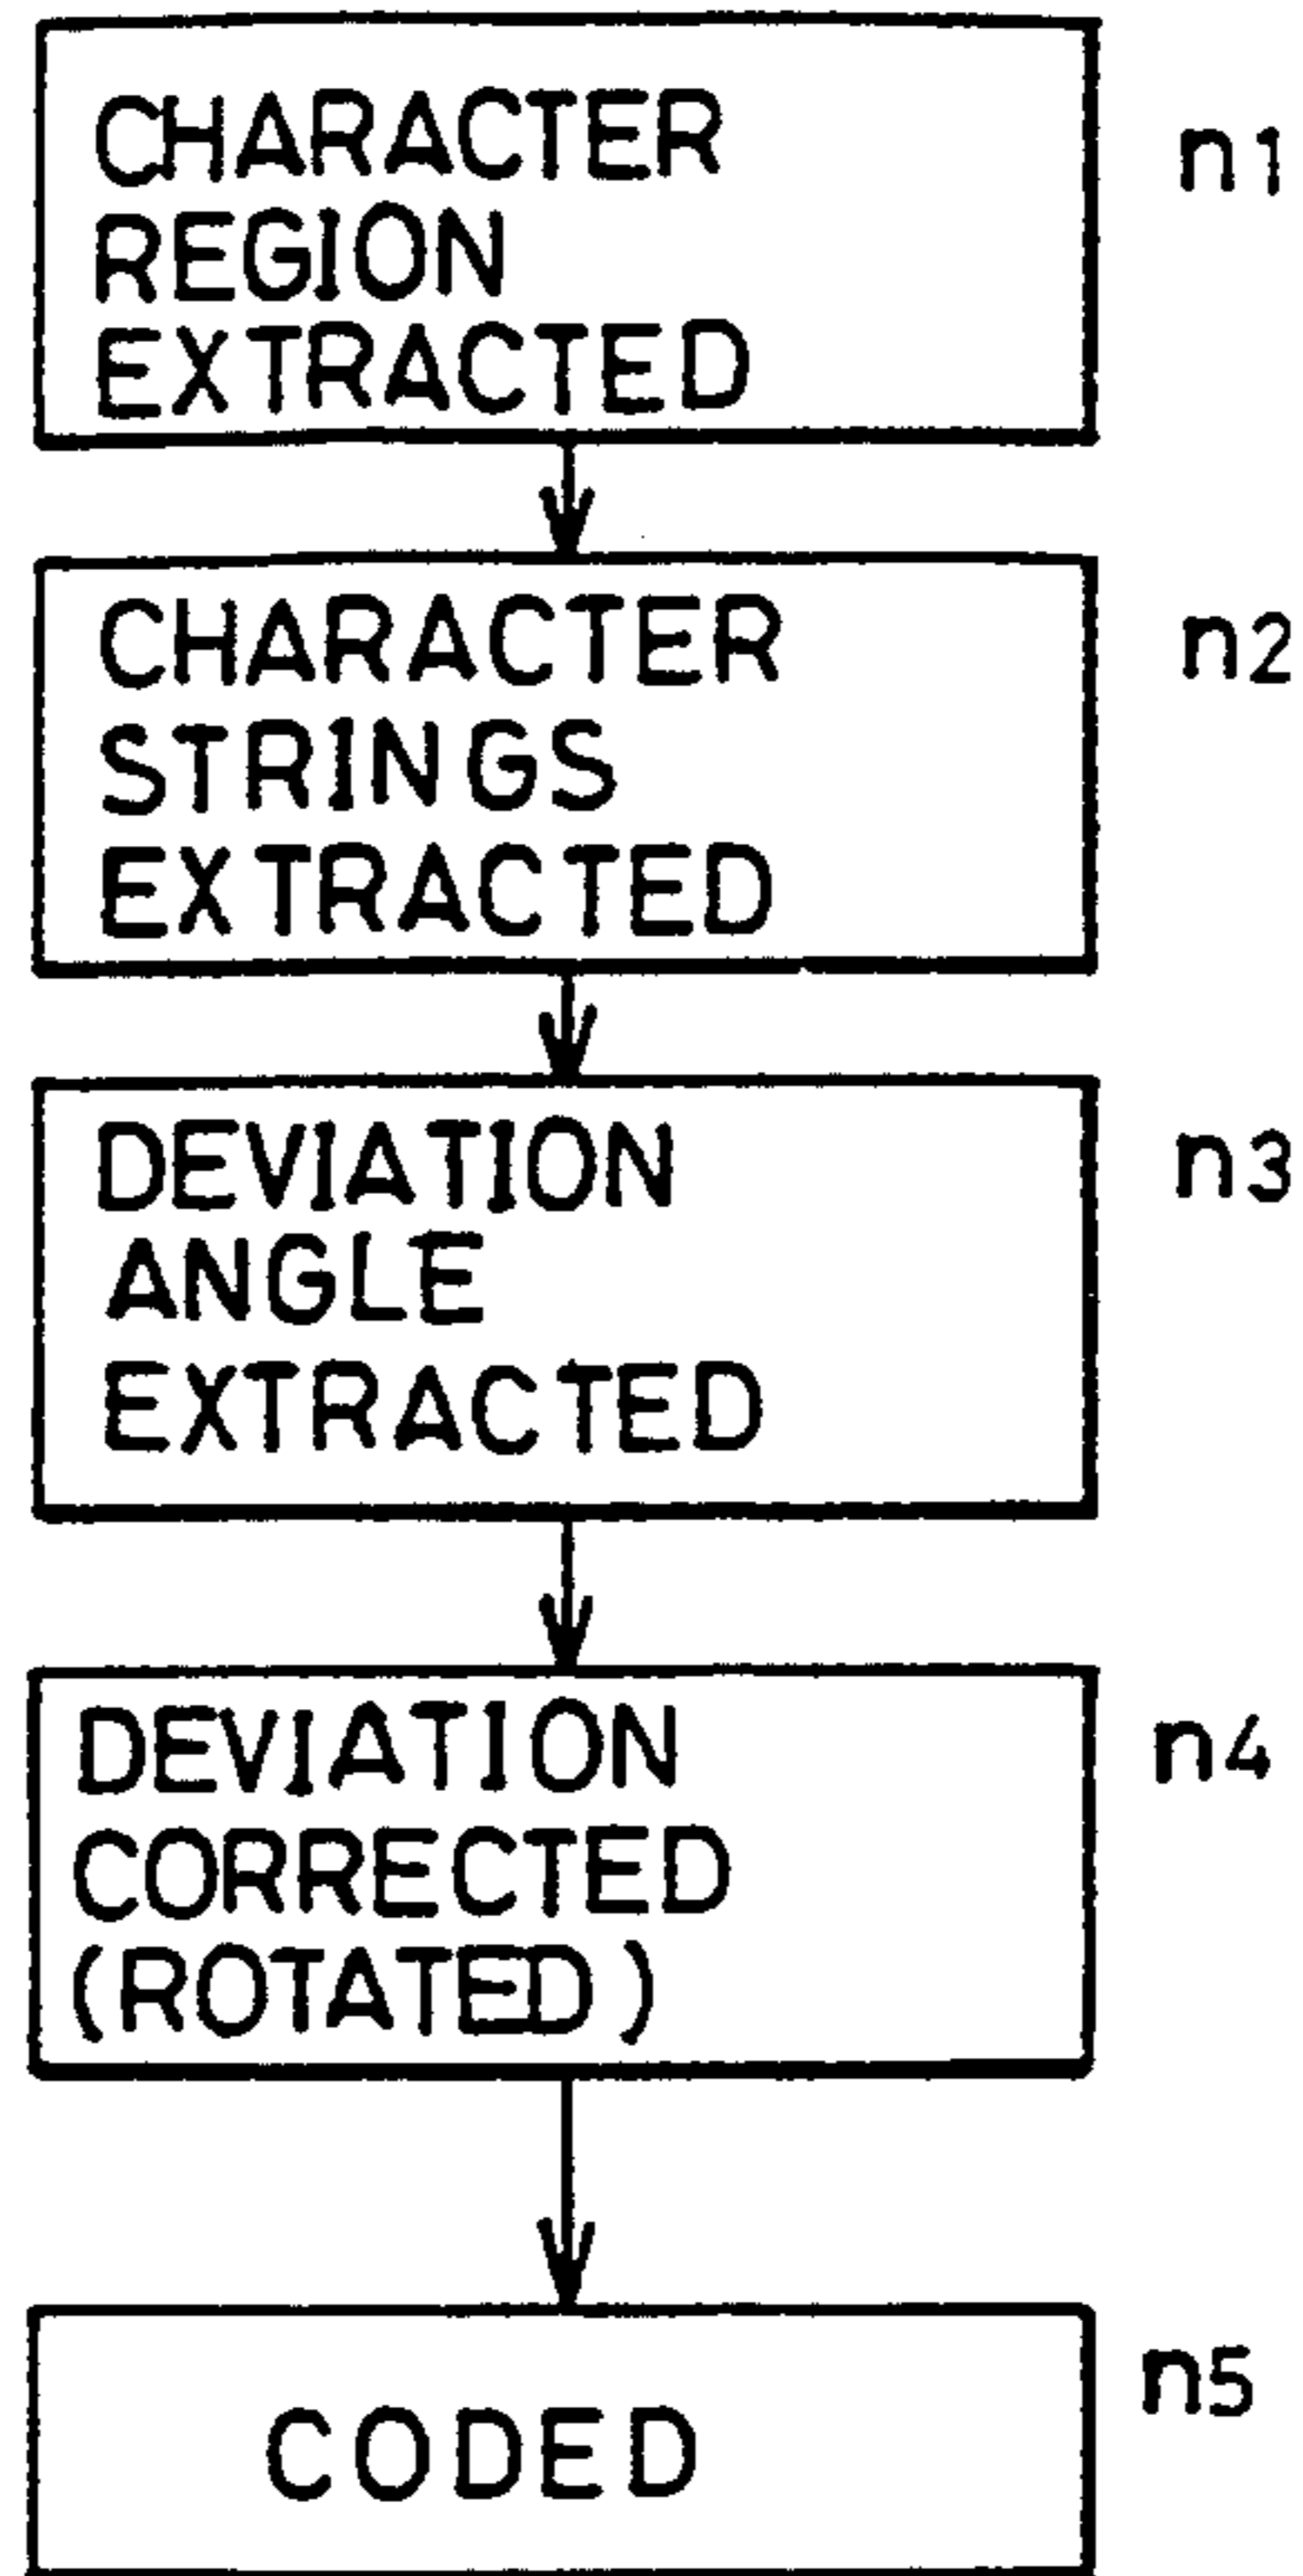 CHARACTER
REGION
EXTRACTED
n1
CHARACTER
STRINGS
EXTRACTED
n2
DEVIATION
ANGLE
EXTRACTED
n3
DEVIATION
CORRECTED
(ROTATED)
n4
CODED
n5